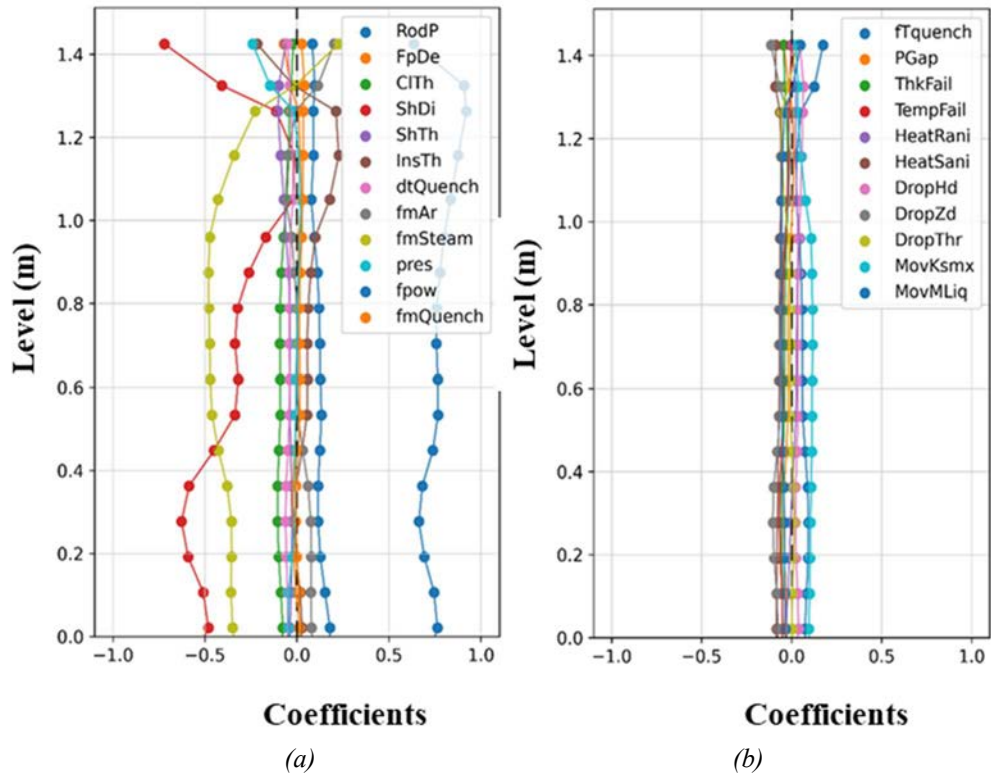 1.4
1.2
1.0
0.8
0.6
0.4
0.2
0.0
Level (m)
RodP
FpDe
ClTh
ShDi
ShTh
InsTh
dtQuench
fmAr
fmSteam
pres
fpow
fmQuench
−1.0 −0.5 0.0 0.5 1.0
Coefficients
(a)
1.4
1.2
1.0
0.8
0.6
0.4
0.2
0.0
Level (m)
fTquench
PGap
ThkFail
TempFail
HeatRani
HeatSani
DropHd
DropZd
DropThr
MovKsmx
MovMLiq
−1.0 −0.5 0.0 0.5 1.0
Coefficients
(b)